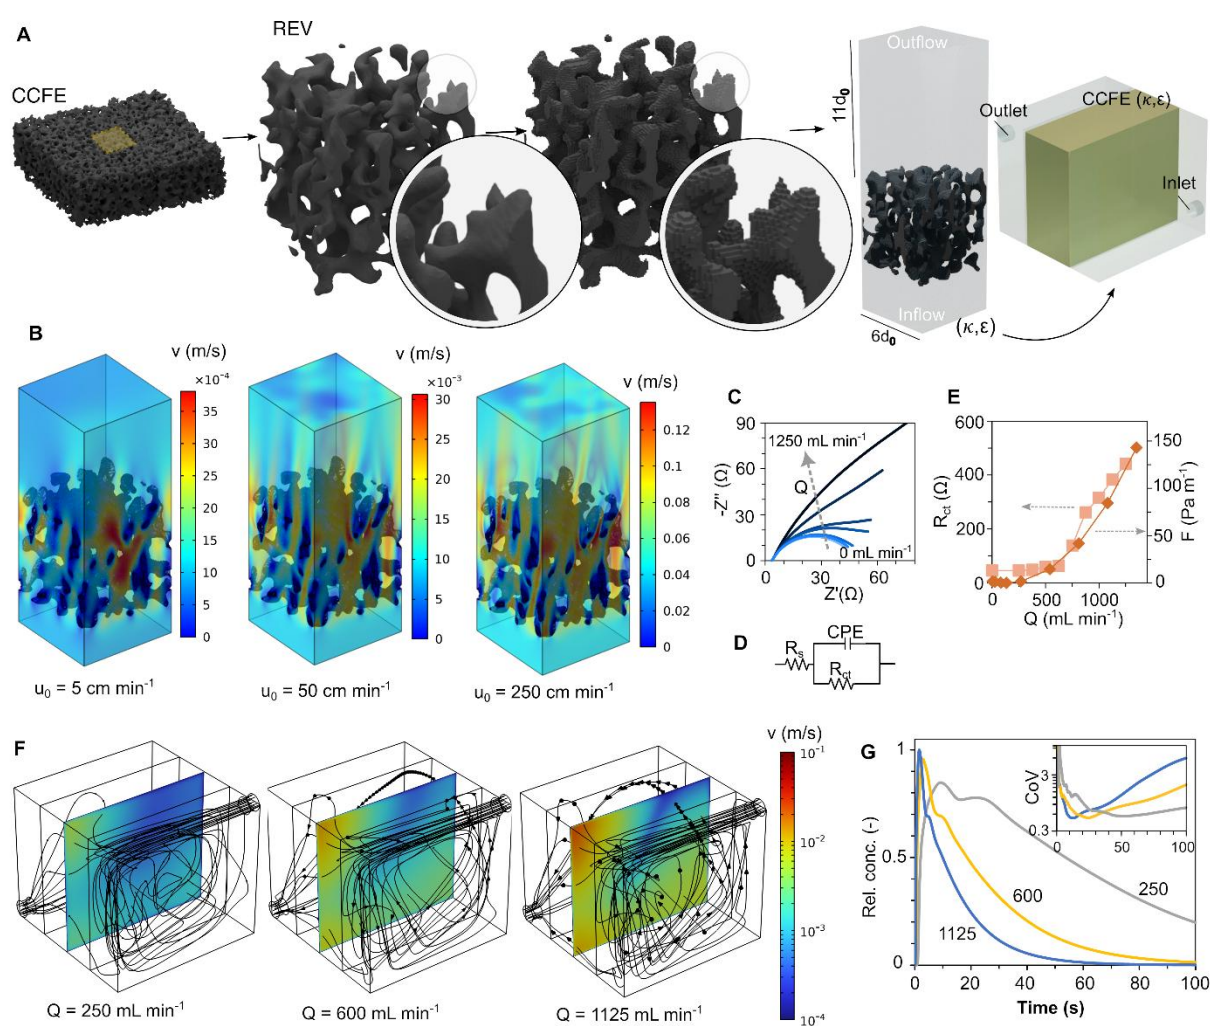 A
CCFE
REV
Outflow
11d₀
Inflow
6d₀
(κ,ε)
CCFE (κ,ε)
Outlet
Inlet
B
v (m/s)
×10⁻⁴
35
30
25
20
15
10
5
0
u₀ = 5 cm min⁻¹
v (m/s)
×10⁻³
30
25
20
15
10
5
0
u₀ = 50 cm min⁻¹
v (m/s)
0.12
0.1
0.08
0.06
0.04
0.02
0
u₀ = 250 cm min⁻¹
C
-Z'' (Ω)
90
75
60
45
30
15
0
1250 mL min⁻¹
Q
0 mL min⁻¹
0 30 60
Z'(Ω)
D
Rs
CPE
Rct
E
Rct (Ω)
600
400
200
0
150
100
50
0
F (Pa m⁻¹)
0 500 1000
Q (mL min⁻¹)
F
Q = 250 mL min⁻¹
Q = 600 mL min⁻¹
Q = 1125 mL min⁻¹
v (m/s)
10⁻¹
10⁻²
10⁻³
10⁻⁴
G
Rel. conc. (-)
1
0.5
0
1125
600
250
0 20 40 60 80 100
Time (s)
CoV
3
0.3
0 50 100